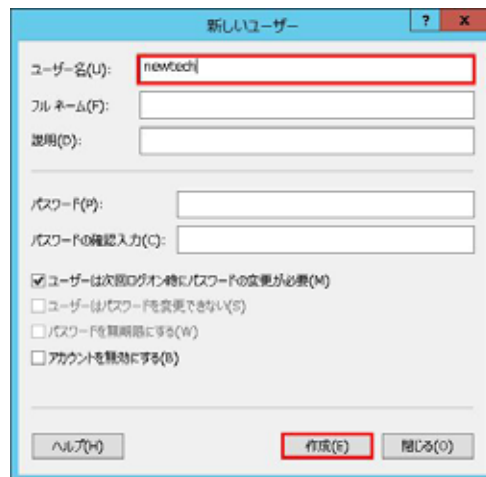 新しいユーザー
? x
ユーザー名(U): newtech
フル ネーム(F):
説明(D):
パスワード(P):
パスワードの確認入力(C):
ユーザーは次回ログオン時にパスワードの変更が必要(M)
ユーザーはパスワードを変更できない(S)
パスワードを無期限にする(W)
アカウントを無効にする(B)
ヘルプ(H) 作成(E) 閉じる(O)